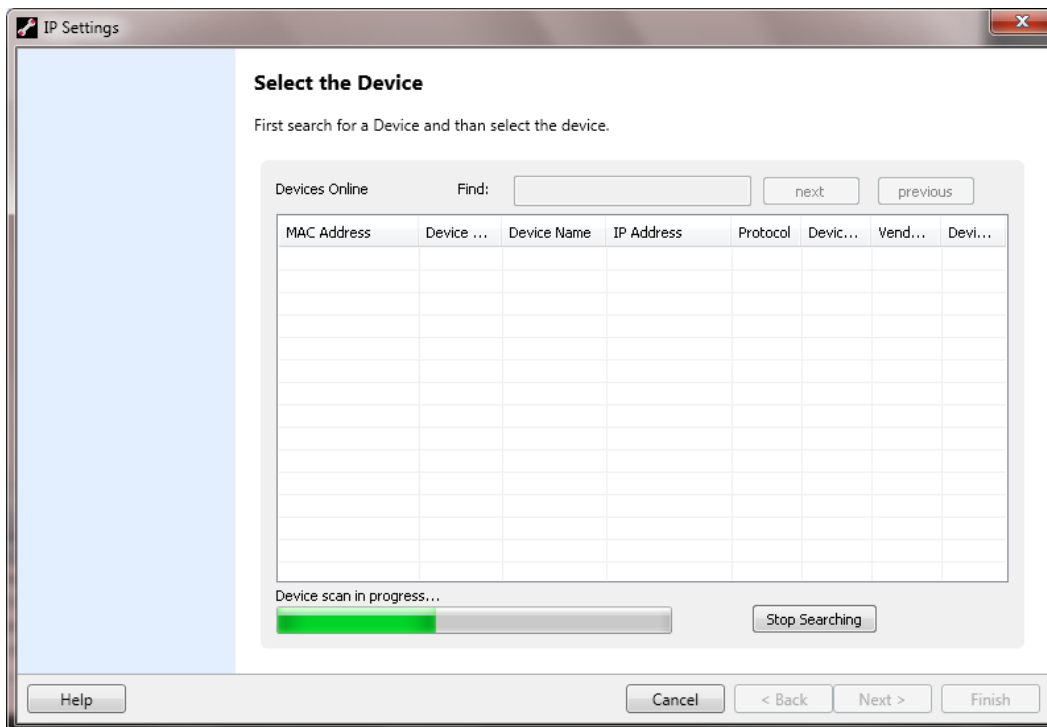 IP Settings
Select the Device
First search for a Device and than select the device.
Devices Online Find: next previous
MAC Address Device ... Device Name IP Address Protocol Devic... Vend... Devi...
Device scan in progress...
Stop Searching
Help Cancel < Back Next > Finish